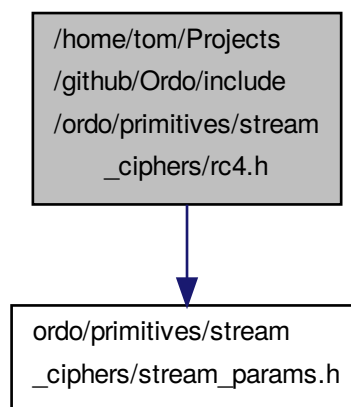 /home/tom/Projects
/github/Ordo/include
/ordo/primitives/stream
_ciphers/rc4.h
ordo/primitives/stream
_ciphers/stream_params.h